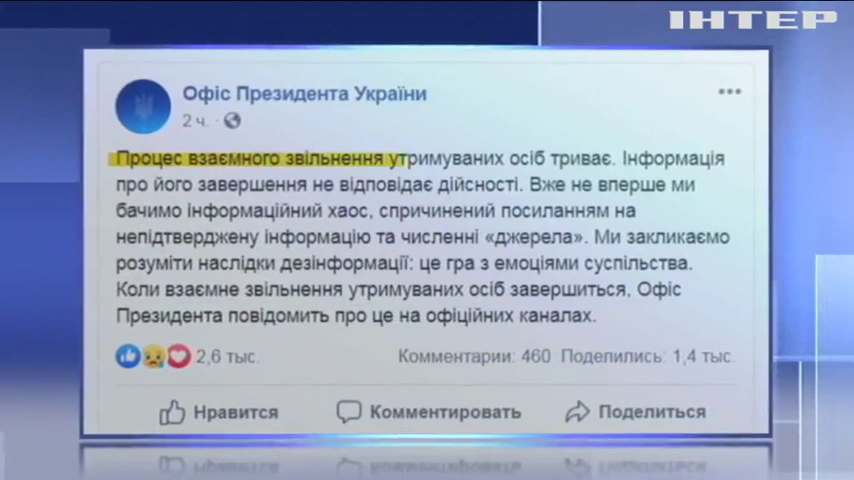 ІНТЕР
Офіс Президента України
2 ч. ·
Процес взаємного звільнення утримуваних осіб триває. Інформація
про його завершення не відповідає дійсності. Вже не вперше ми
бачимо інформаційний хаос, спричинений посиланням на
непідтверджену інформацію та численні «джерела». Ми закликаємо
розуміти наслідки дезінформації: це гра з емоціями суспільства.
Коли взаємне звільнення утримуваних осіб завершиться, Офіс
Президента повідомить про це на офіційних каналах.
2,6 тыс.
Комментарии: 460 Поделились: 1,4 тыс.
Нравится Комментировать Поделиться